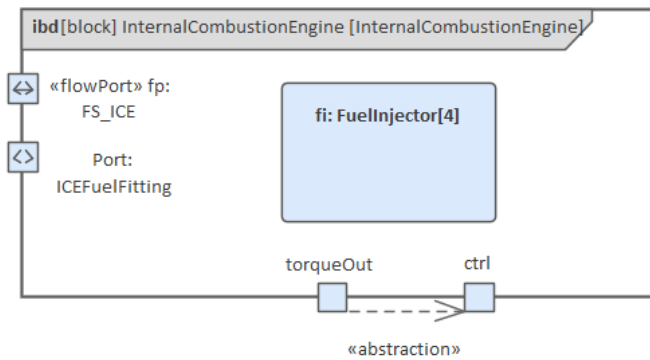 ibd[block] InternalCombustionEngine [InternalCombustionEngine]
«flowPort» fp:
FS_ICE
fi: FuelInjector[4]
Port:
ICEFuelFitting
torqueOut
ctrl
«abstraction»